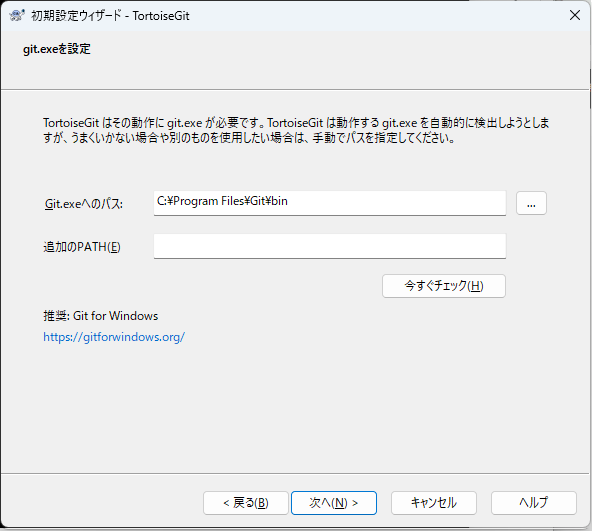 初期設定ウィザード - TortoiseGit
git.exeを設定
TortoiseGit はその動作に git.exe が必要です。TortoiseGit は動作する git.exe を自動的に検出しようとしま
すが、うまくいかない場合や別のものを使用したい場合は、手動でパスを指定してください。
Git.exeへのパス: C:¥Program Files¥Git¥bin ...
追加のPATH(E)
今すぐチェック(H)
推奨: Git for Windows
https://gitforwindows.org/
< 戻る(B) 次へ(N) > キャンセル ヘルプ